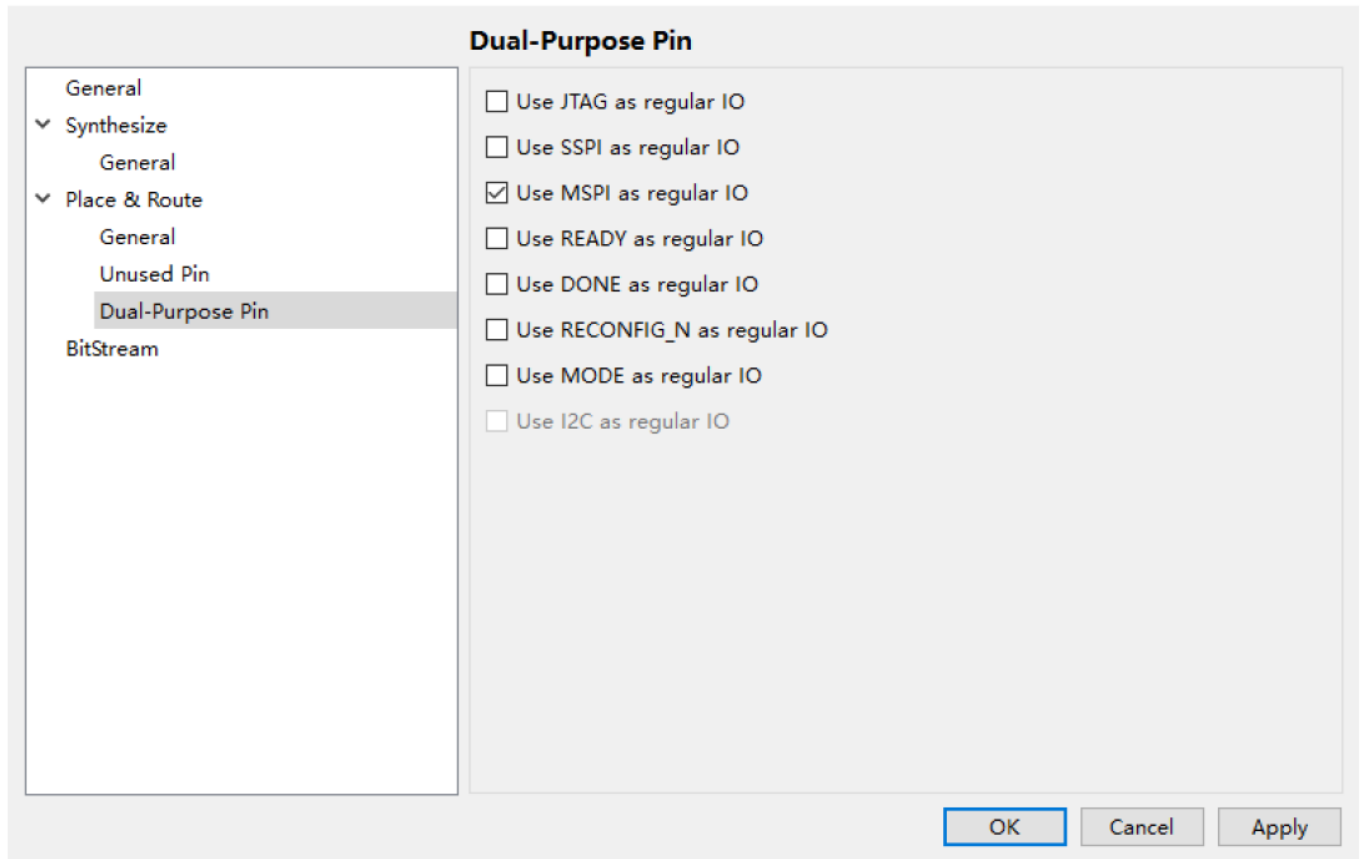 Dual-Purpose Pin
General
Synthesize
General
Place & Route
General
Unused Pin
Dual-Purpose Pin
BitStream
Use JTAG as regular IO
Use SSPI as regular IO
Use MSPI as regular IO
Use READY as regular IO
Use DONE as regular IO
Use RECONFIG_N as regular IO
Use MODE as regular IO
Use I2C as regular IO
OK
Cancel
Apply